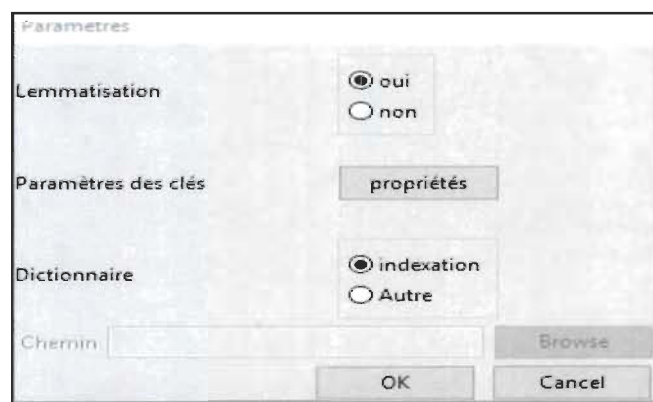 Parametres
Lemmatisation
oui
non
Paramètres des clés
propriétés
Dictionnaire
indexation
Autre
Chemin
Browse
OK
Cancel